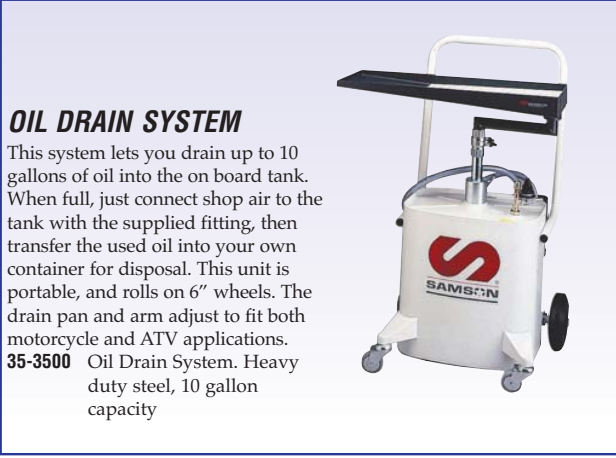 OIL DRAIN SYSTEM
This system lets you drain up to 10
gallons of oil into the on board tank.
When full, just connect shop air to the
tank with the supplied fitting, then
transfer the used oil into your own
container for disposal. This unit is
portable, and rolls on 6” wheels. The
drain pan and arm adjust to fit both
motorcycle and ATV applications.
35-3500 Oil Drain System. Heavy
duty steel, 10 gallon
capacity
SAMSON